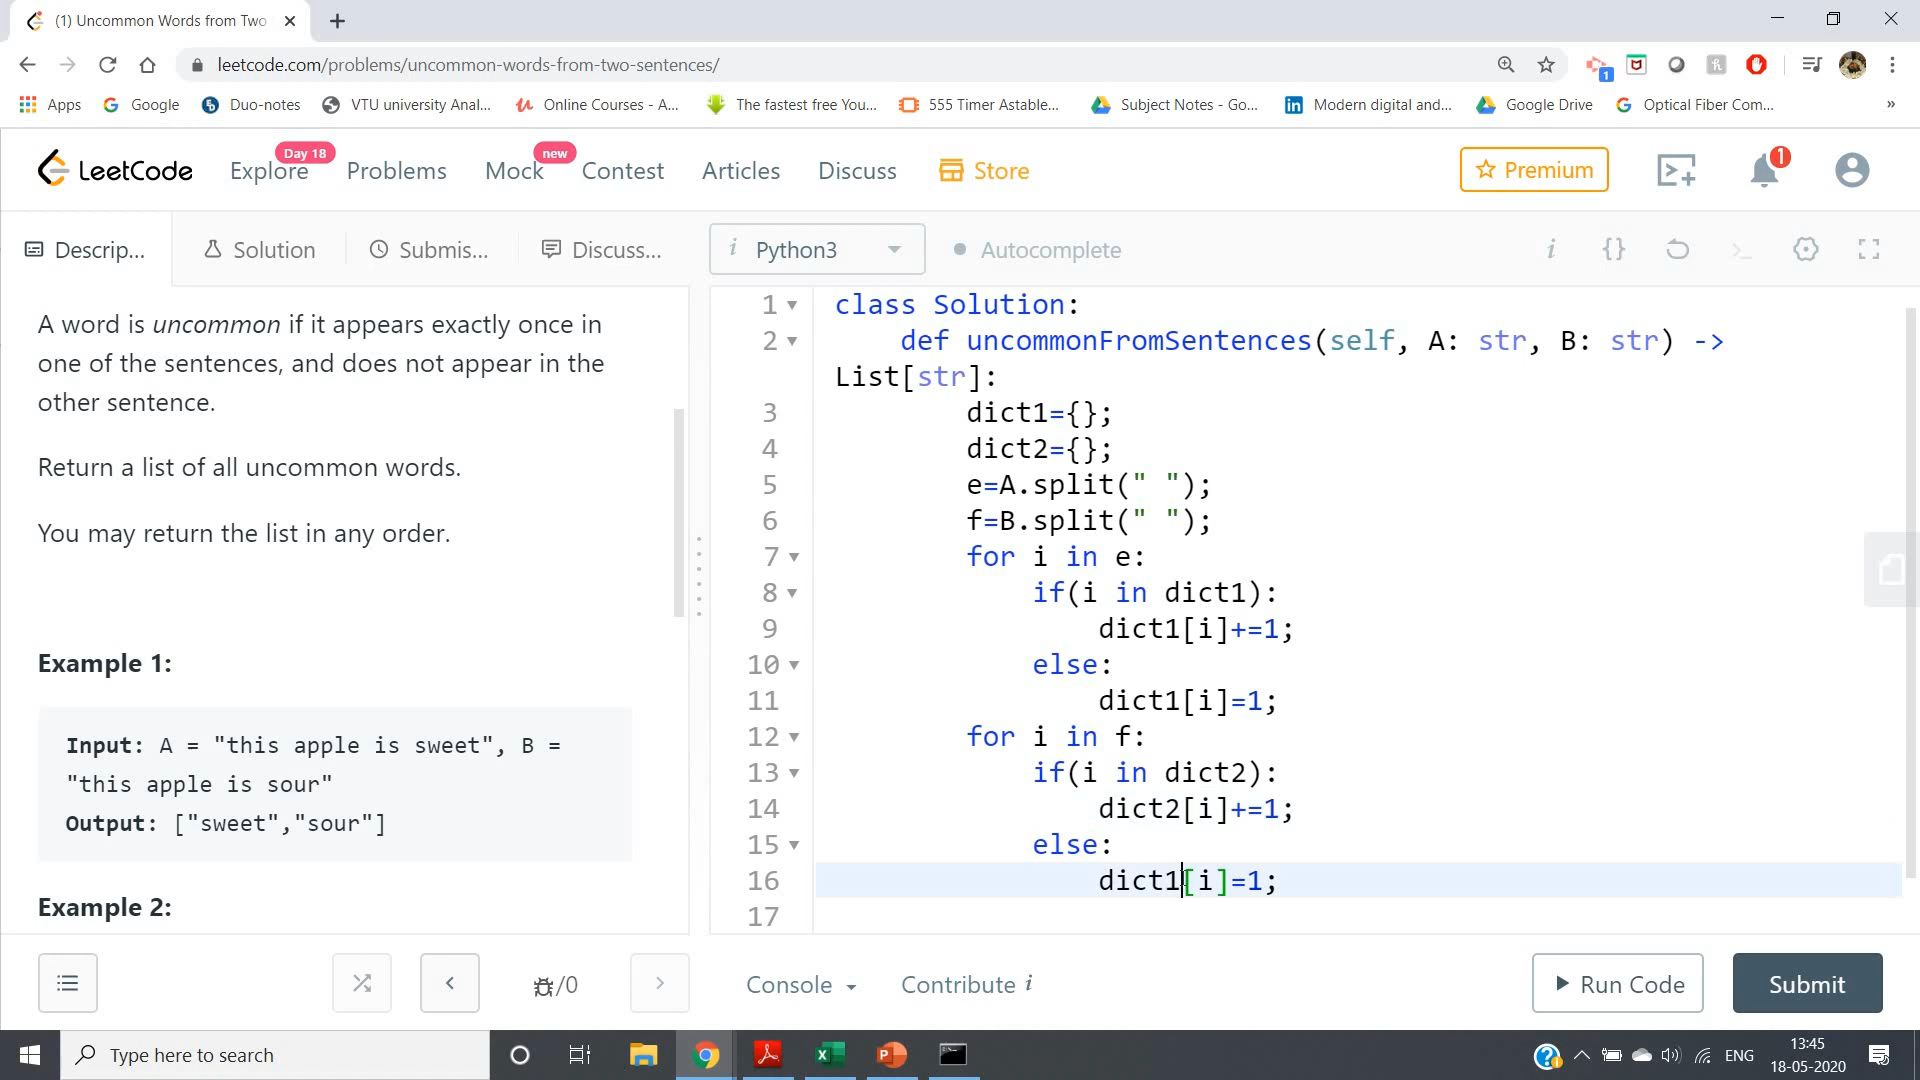 (1) Uncommon Words from Two
leetcode.com/problems/uncommon-words-from-two-sentences/
1
Apps
Google
Duo-notes
VTU university Anal...
Online Courses - A...
The fastest free You...
555 Timer Astable...
Subject Notes - Go...
Modern digital and...
Google Drive
Optical Fiber Com...
»
LeetCode
Explore
Day 18
Problems
Mock
new
Contest
Articles
Discuss
Store
Premium
1
Descrip...
Solution
Submis...
Discuss...
i Python3
Autocomplete
i {}
A word is uncommon if it appears exactly once in
one of the sentences, and does not appear in the
other sentence.
Return a list of all uncommon words.
You may return the list in any order.
Example 1:
Input: A = "this apple is sweet", B =
"this apple is sour"
Output: ["sweet","sour"]
Example 2:
1 class Solution:
2     def uncommonFromSentences(self, A: str, B: str) ->
List[str]:
3         dict1={};
4         dict2={};
5         e=A.split(" ");
6         f=B.split(" ");
7         for i in e:
8             if(i in dict1):
9                 dict1[i]+=1;
10             else:
11                 dict1[i]=1;
12         for i in f:
13             if(i in dict2):
14                 dict2[i]+=1;
15             else:
16                 dict1[i]=1;
17
/0
Console
Contribute i
Run Code
Submit
Type here to search
ENG
13:45
18-05-2020